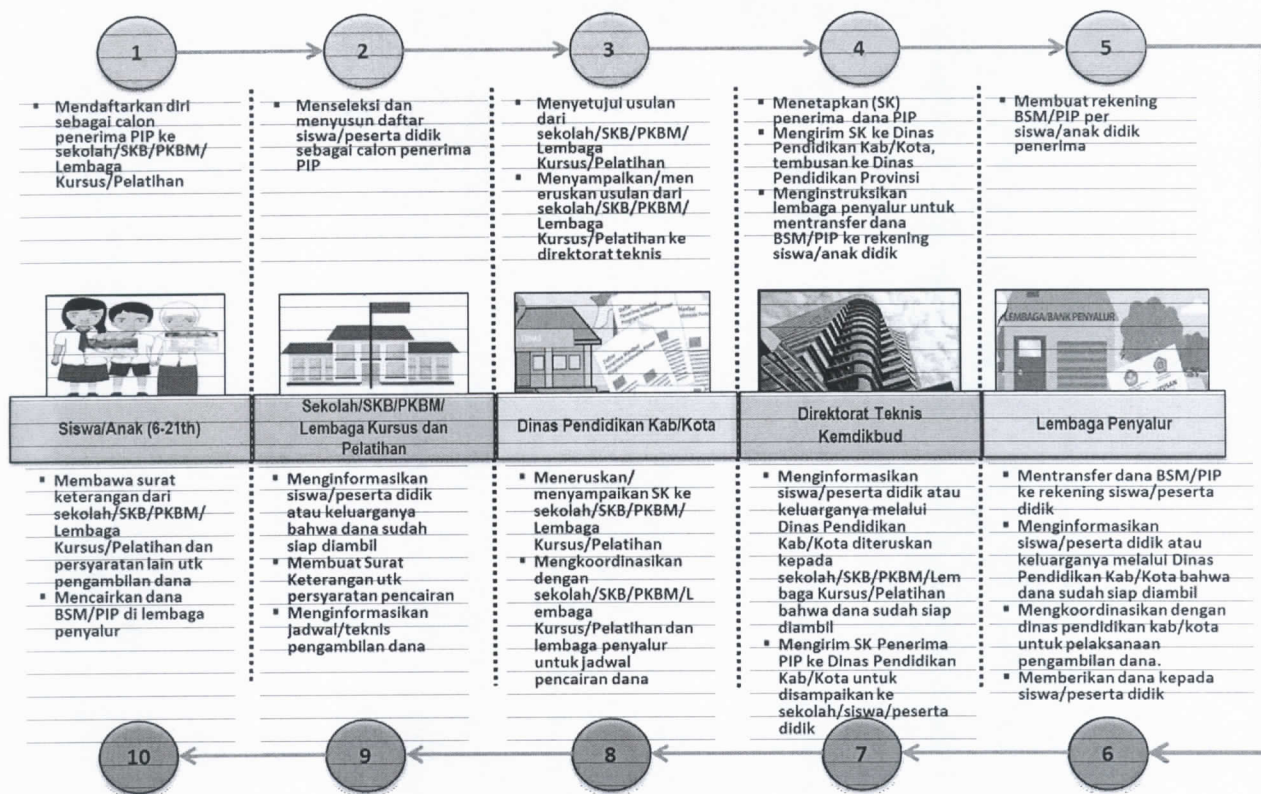 1
2
3
4
5
▪ Mendaftarkan diri
sebagai calon
penerima PIP ke
sekolah/SKB/PKBM/
Lembaga
Kursus/Pelatihan
▪ Menseleksi dan
menyusun daftar
siswa/peserta didik
sebagai calon penerima
PIP
▪ Menyetujui usulan
dari
sekolah/SKB/PKBM/
Lembaga
Kursus/Pelatihan
▪ Menyampaikan/men
eruskan usulan dari
sekolah/SKB/PKBM/
Lembaga
Kursus/Pelatihan ke
direktorat teknis
▪ Menetapkan (SK)
penerima dana PIP
▪ Mengirim SK ke Dinas
Pendidikan Kab/Kota,
tembusan ke Dinas
Pendidikan Provinsi
▪ Menginstruksikan
lembaga penyalur untuk
mentransfer dana
BSM/PIP ke rekening
siswa/anak didik
▪ Membuat rekening
BSM/PIP per
siswa/anak didik
penerima
DINAS
LEMBAGA/BANK PENYALUR
Siswa/Anak (6-21th)
Sekolah/SKB/PKBM/
Lembaga Kursus dan
Pelatihan
Dinas Pendidikan Kab/Kota
Direktorat Teknis
Kemdikbud
Lembaga Penyalur
▪ Membawa surat
keterangan dari
sekolah/SKB/PKBM/
Lembaga
Kursus/Pelatihan dan
persyaratan lain utk
pengambilan dana
▪ Mencairkan dana
BSM/PIP di lembaga
penyalur
▪ Menginformasikan
siswa/peserta didik
atau keluarganya
bahwa dana sudah
siap diambil
▪ Membuat Surat
Keterangan utk
persyaratan pencairan
▪ Menginformasikan
jadwal/teknis
pengambilan dana
▪ Meneruskan/
menyampaikan SK ke
sekolah/SKB/PKBM/
Lembaga
Kursus/Pelatihan
▪ Mengkoordinasikan
dengan
sekolah/SKB/PKBM/L
embaga
Kursus/Pelatihan dan
lembaga penyalur
untuk jadwal
pencairan dana
▪ Menginformasikan
siswa/peserta didik atau
keluarganya melalui
Dinas Pendidikan
Kab/Kota diteruskan
kepada
sekolah/SKB/PKBM/Lem
baga Kursus/Pelatihan
bahwa dana sudah siap
diambil
▪ Mengirim SK Penerima
PIP ke Dinas Pendidikan
Kab/Kota untuk
disampaikan ke
sekolah/siswa/peserta
didik
▪ Mentransfer dana BSM/PIP
ke rekening siswa/peserta
didik
▪ Menginformasikan
siswa/peserta didik atau
keluarganya melalui Dinas
Pendidikan Kab/Kota bahwa
dana sudah siap diambil
▪ Mengkoordinasikan dengan
dinas pendidikan kab/kota
untuk pelaksanaan
pengambilan dana.
▪ Memberikan dana kepada
siswa/peserta didik
10
9
8
7
6